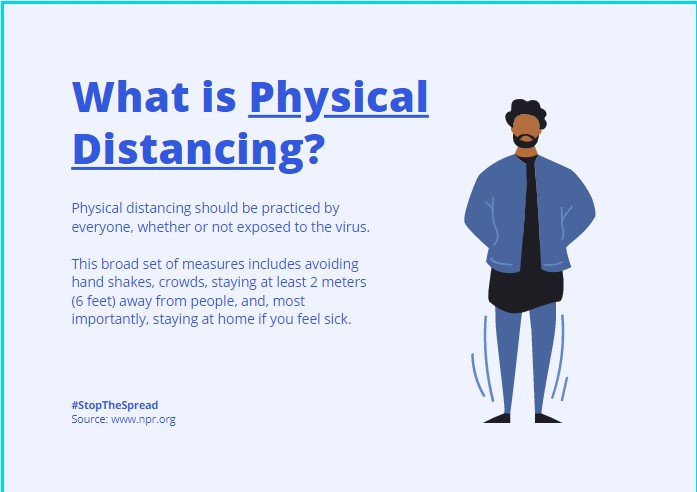 What is Physical
Distancing?
Physical distancing should be practiced by
everyone, whether or not exposed to the virus.
This broad set of measures includes avoiding
hand shakes, crowds, staying at least 2 meters
(6 feet) away from people, and, most
importantly, staying at home if you feel sick.
#StopTheSpread
Source: www.npr.org